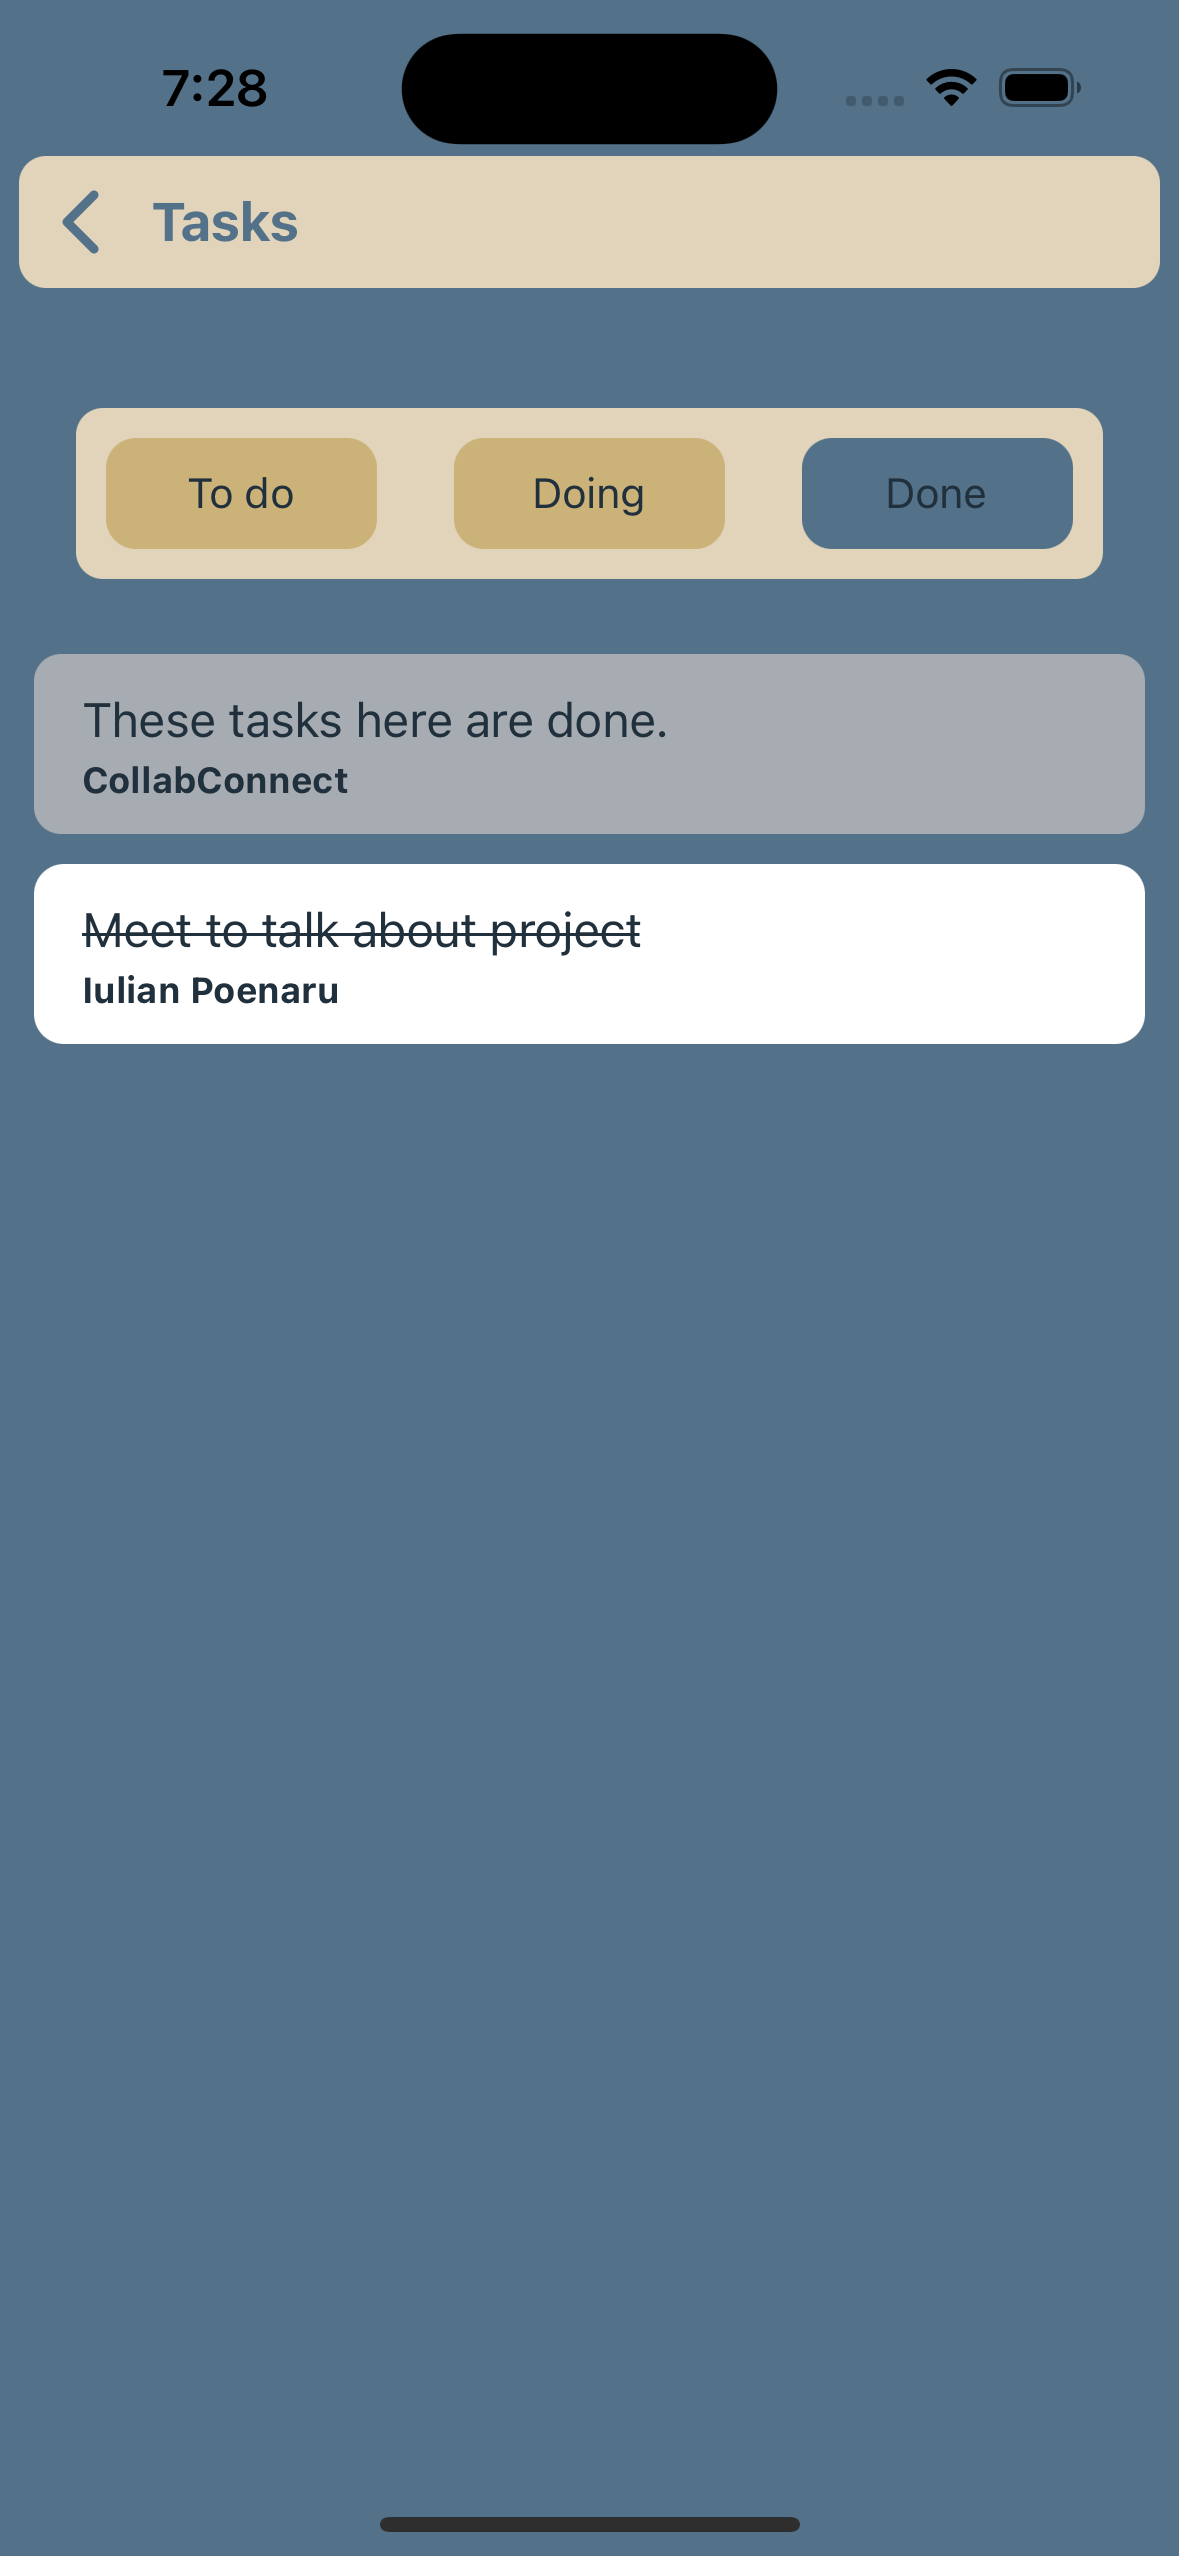 7:28
Tasks
To do
Doing
Done
These tasks here are done.
CollabConnect
Meet to talk about project
Iulian Poenaru